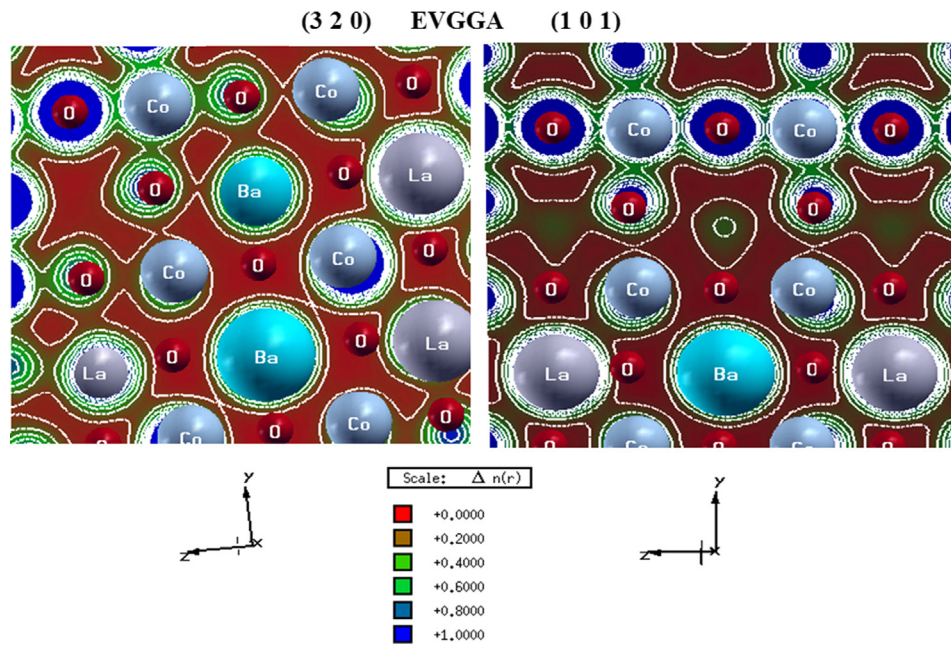 (3 2 0) EVGGA (1 0 1)
O Co O Co O
O Ba O La
O Co O Co O
La O Ba O La
O Co O Co O
O Co O Co O
O O
O Co O Co O
La O Ba O La
O Co O Co O
Y
Z X
Scale: Δ n(r)
+0.0000
+0.2000
+0.4000
+0.6000
+0.8000
+1.0000
Y
Z X